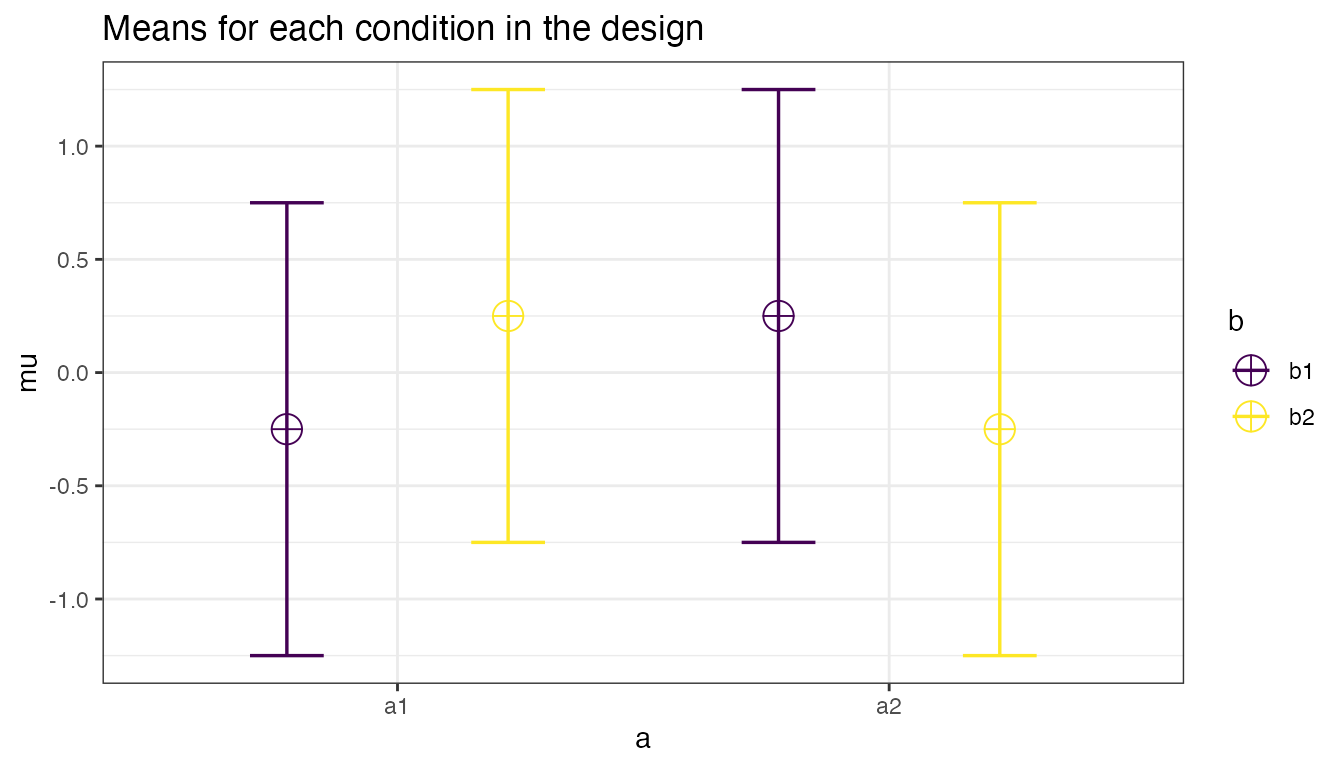 Means for each condition in the design
mu
1.0
0.5
0.0
-0.5
-1.0
a1
a2
a
b
b1
b2